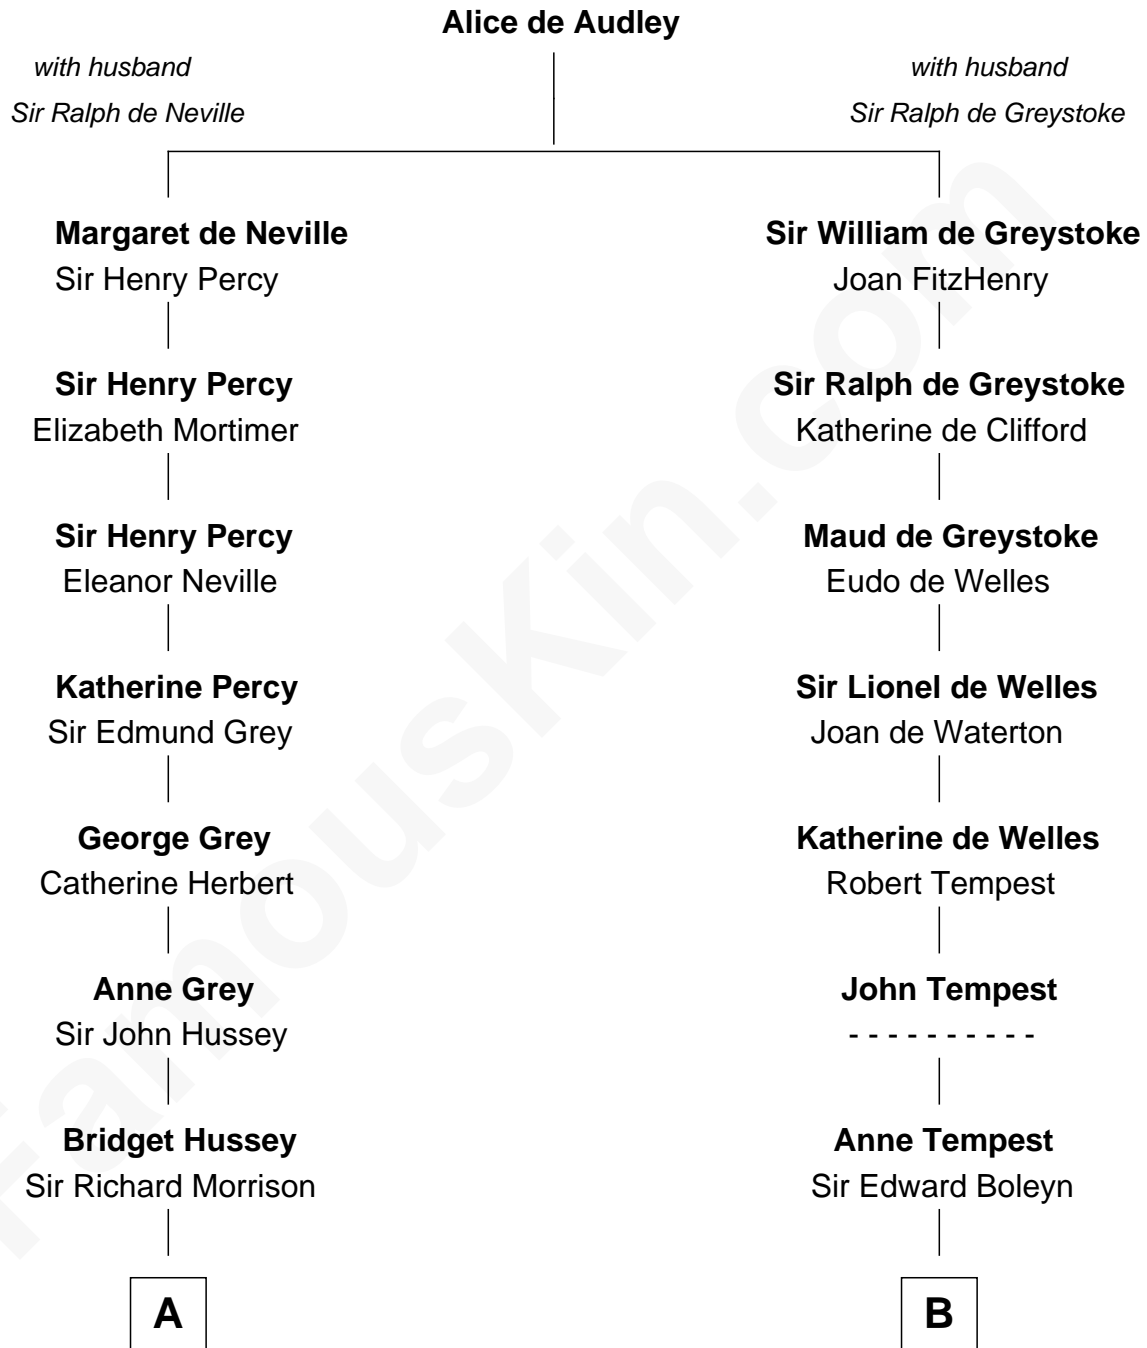 Alice de Audley
with husband
Sir Ralph de Neville
with husband
Sir Ralph de Greystoke
Margaret de Neville
Sir Henry Percy
Sir William de Greystoke
Joan FitzHenry
Sir Henry Percy
Elizabeth Mortimer
Sir Ralph de Greystoke
Katherine de Clifford
Sir Henry Percy
Eleanor Neville
Maud de Greystoke
Eudo de Welles
Katherine Percy
Sir Edmund Grey
Sir Lionel de Welles
Joan de Waterton
George Grey
Catherine Herbert
Katherine de Welles
Robert Tempest
Anne Grey
Sir John Hussey
John Tempest
- - - - - - - - - -
Bridget Hussey
Sir Richard Morrison
Anne Tempest
Sir Edward Boleyn
A
B
FamousKin.com